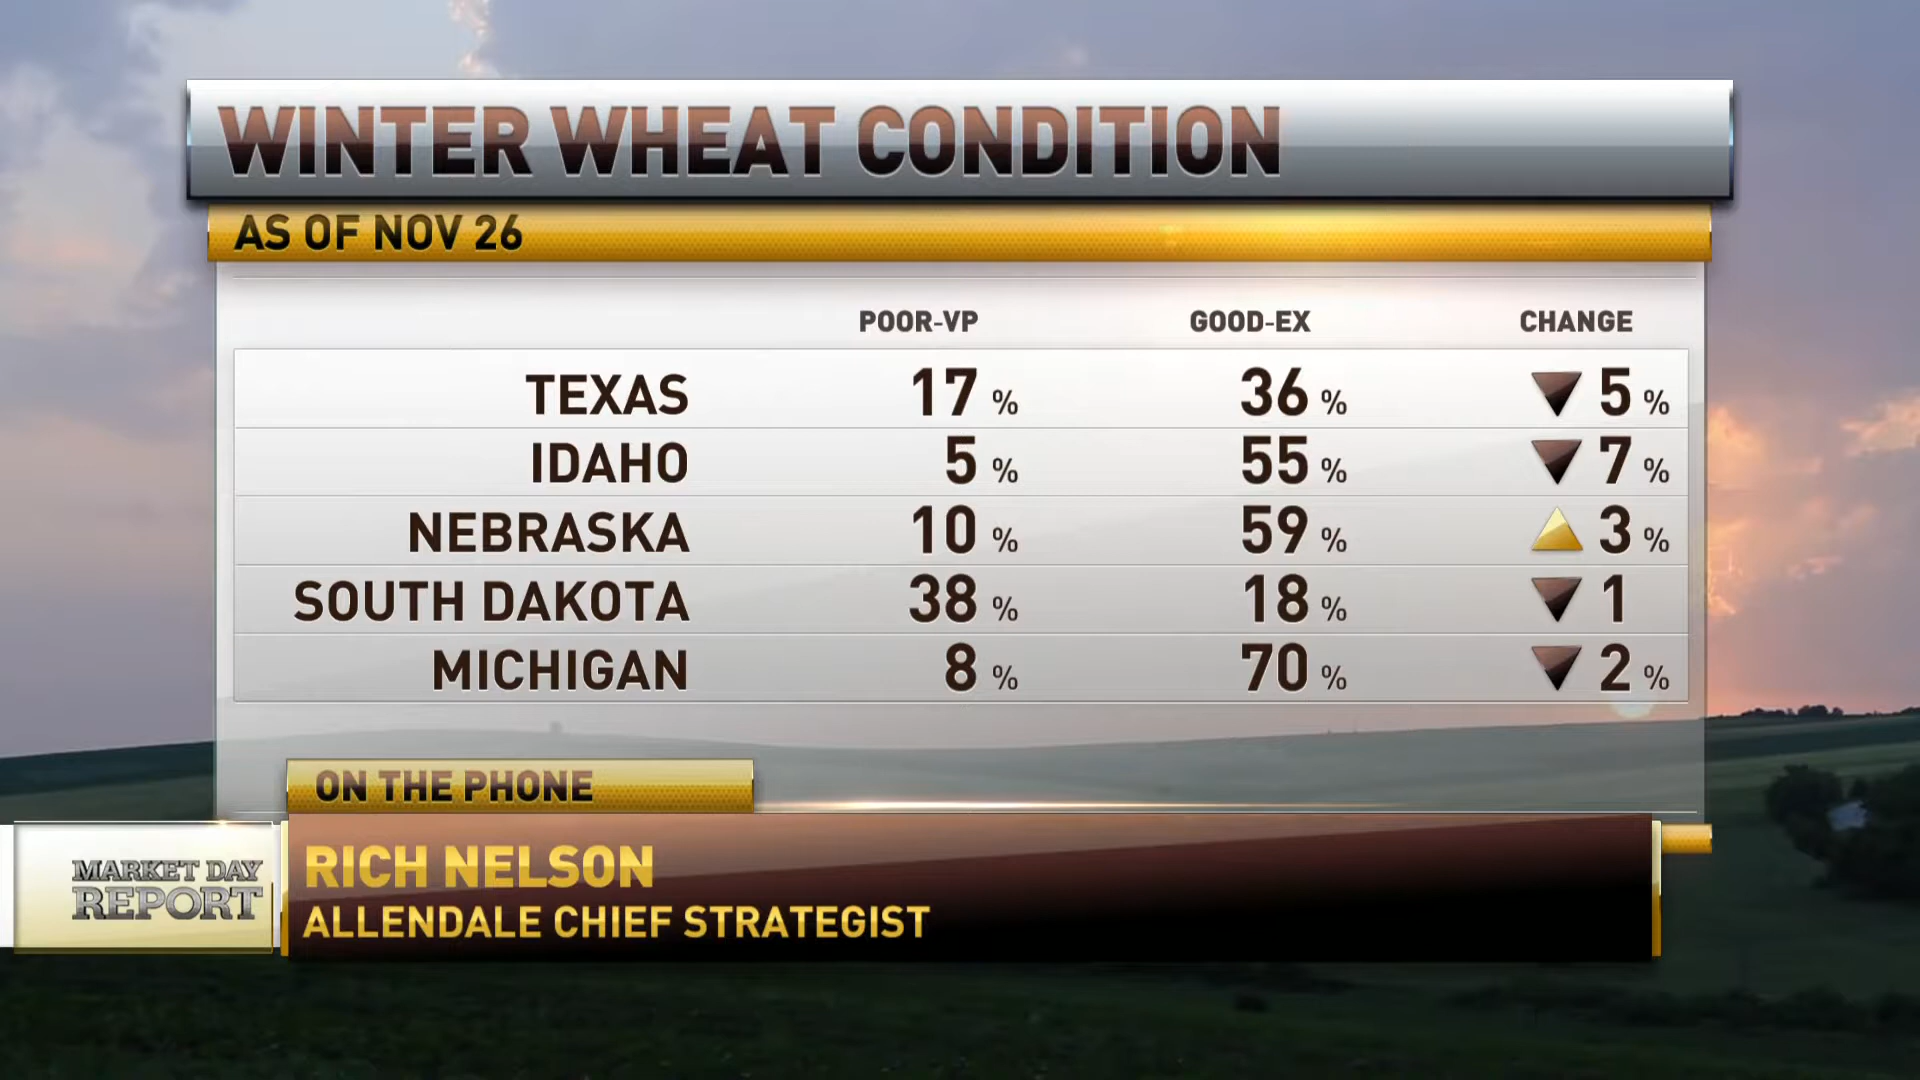 WINTER WHEAT CONDITION
AS OF NOV 26
POOR-VP GOOD-EX CHANGE
TEXAS 17 % 36 % ▼ 5 %
IDAHO 5 % 55 % ▼ 7 %
NEBRASKA 10 % 59 % ▲ 3 %
SOUTH DAKOTA 38 % 18 % ▼ 1
MICHIGAN 8 % 70 % ▼ 2 %
ON THE PHONE
RICH NELSON
ALLENDALE CHIEF STRATEGIST
MARKET DAY
REPORT